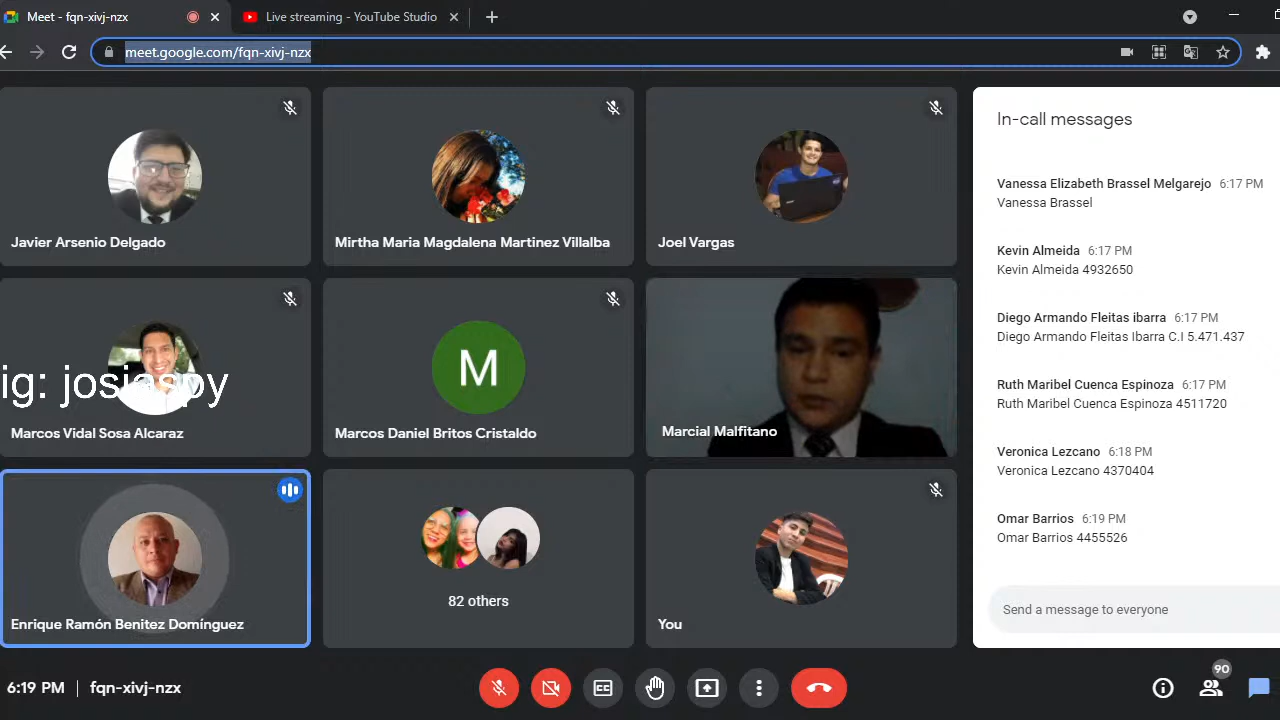 Meet - fqn-xivj-nzx
Live streaming - YouTube Studio
meet.google.com/fqn-xivj-nzx
In-call messages
Javier Arsenio Delgado
Mirtha Maria Magdalena Martinez Villalba
Joel Vargas
Vanessa Elizabeth Brassel Melgarejo 6:17 PM
Vanessa Brassel
Kevin Almeida 6:17 PM
Kevin Almeida 4932650
Diego Armando Fleitas ibarra 6:17 PM
Diego Armando Fleitas Ibarra C.I 5.471.437
Ruth Maribel Cuenca Espinoza 6:17 PM
Ruth Maribel Cuenca Espinoza 4511720
Veronica Lezcano 6:18 PM
Veronica Lezcano 4370404
Omar Barrios 6:19 PM
Omar Barrios 4455526
Send a message to everyone
ig: josiaspy
M
Marcos Vidal Sosa Alcaraz
Marcos Daniel Britos Cristaldo
Marcial Malfitano
82 others
Enrique Ramón Benitez Domínguez
You
6:19 PM | fqn-xivj-nzx
CC
90